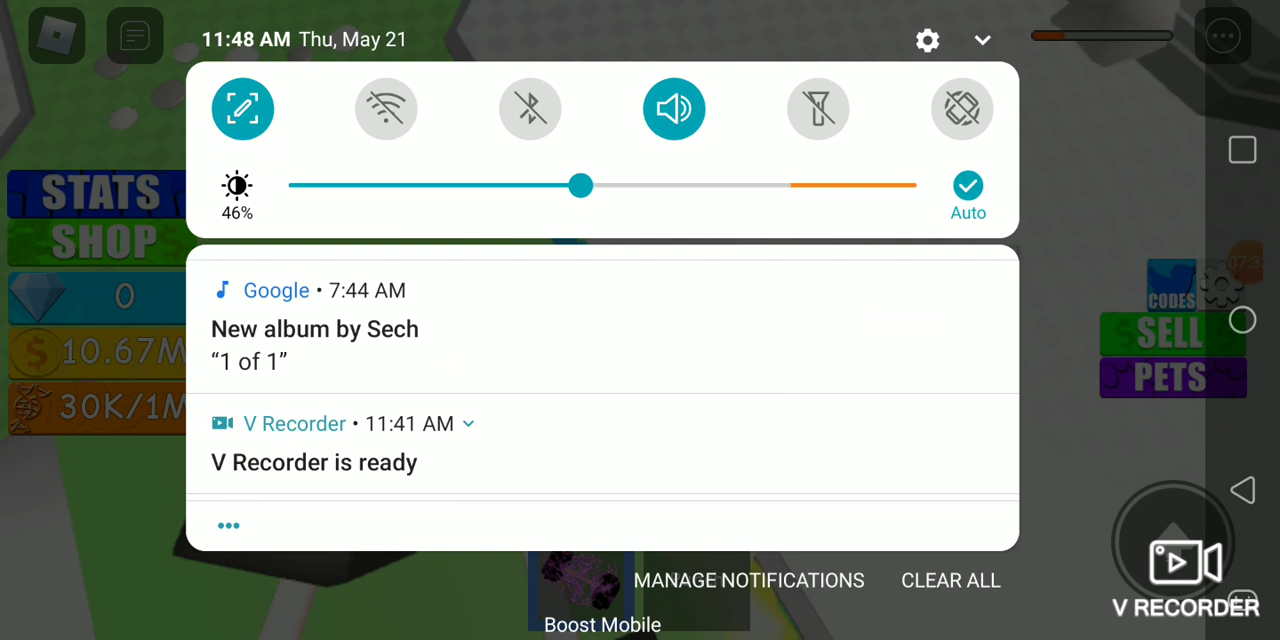 11:48 AM Thu, May 21
46%
Auto
Google • 7:44 AM
New album by Sech
“1 of 1”
V Recorder • 11:41 AM
V Recorder is ready
MANAGE NOTIFICATIONS
CLEAR ALL
Boost Mobile
STATS
SHOP
0
10.67M
30K/1M
CODES
SELL
PETS
V RECORDER